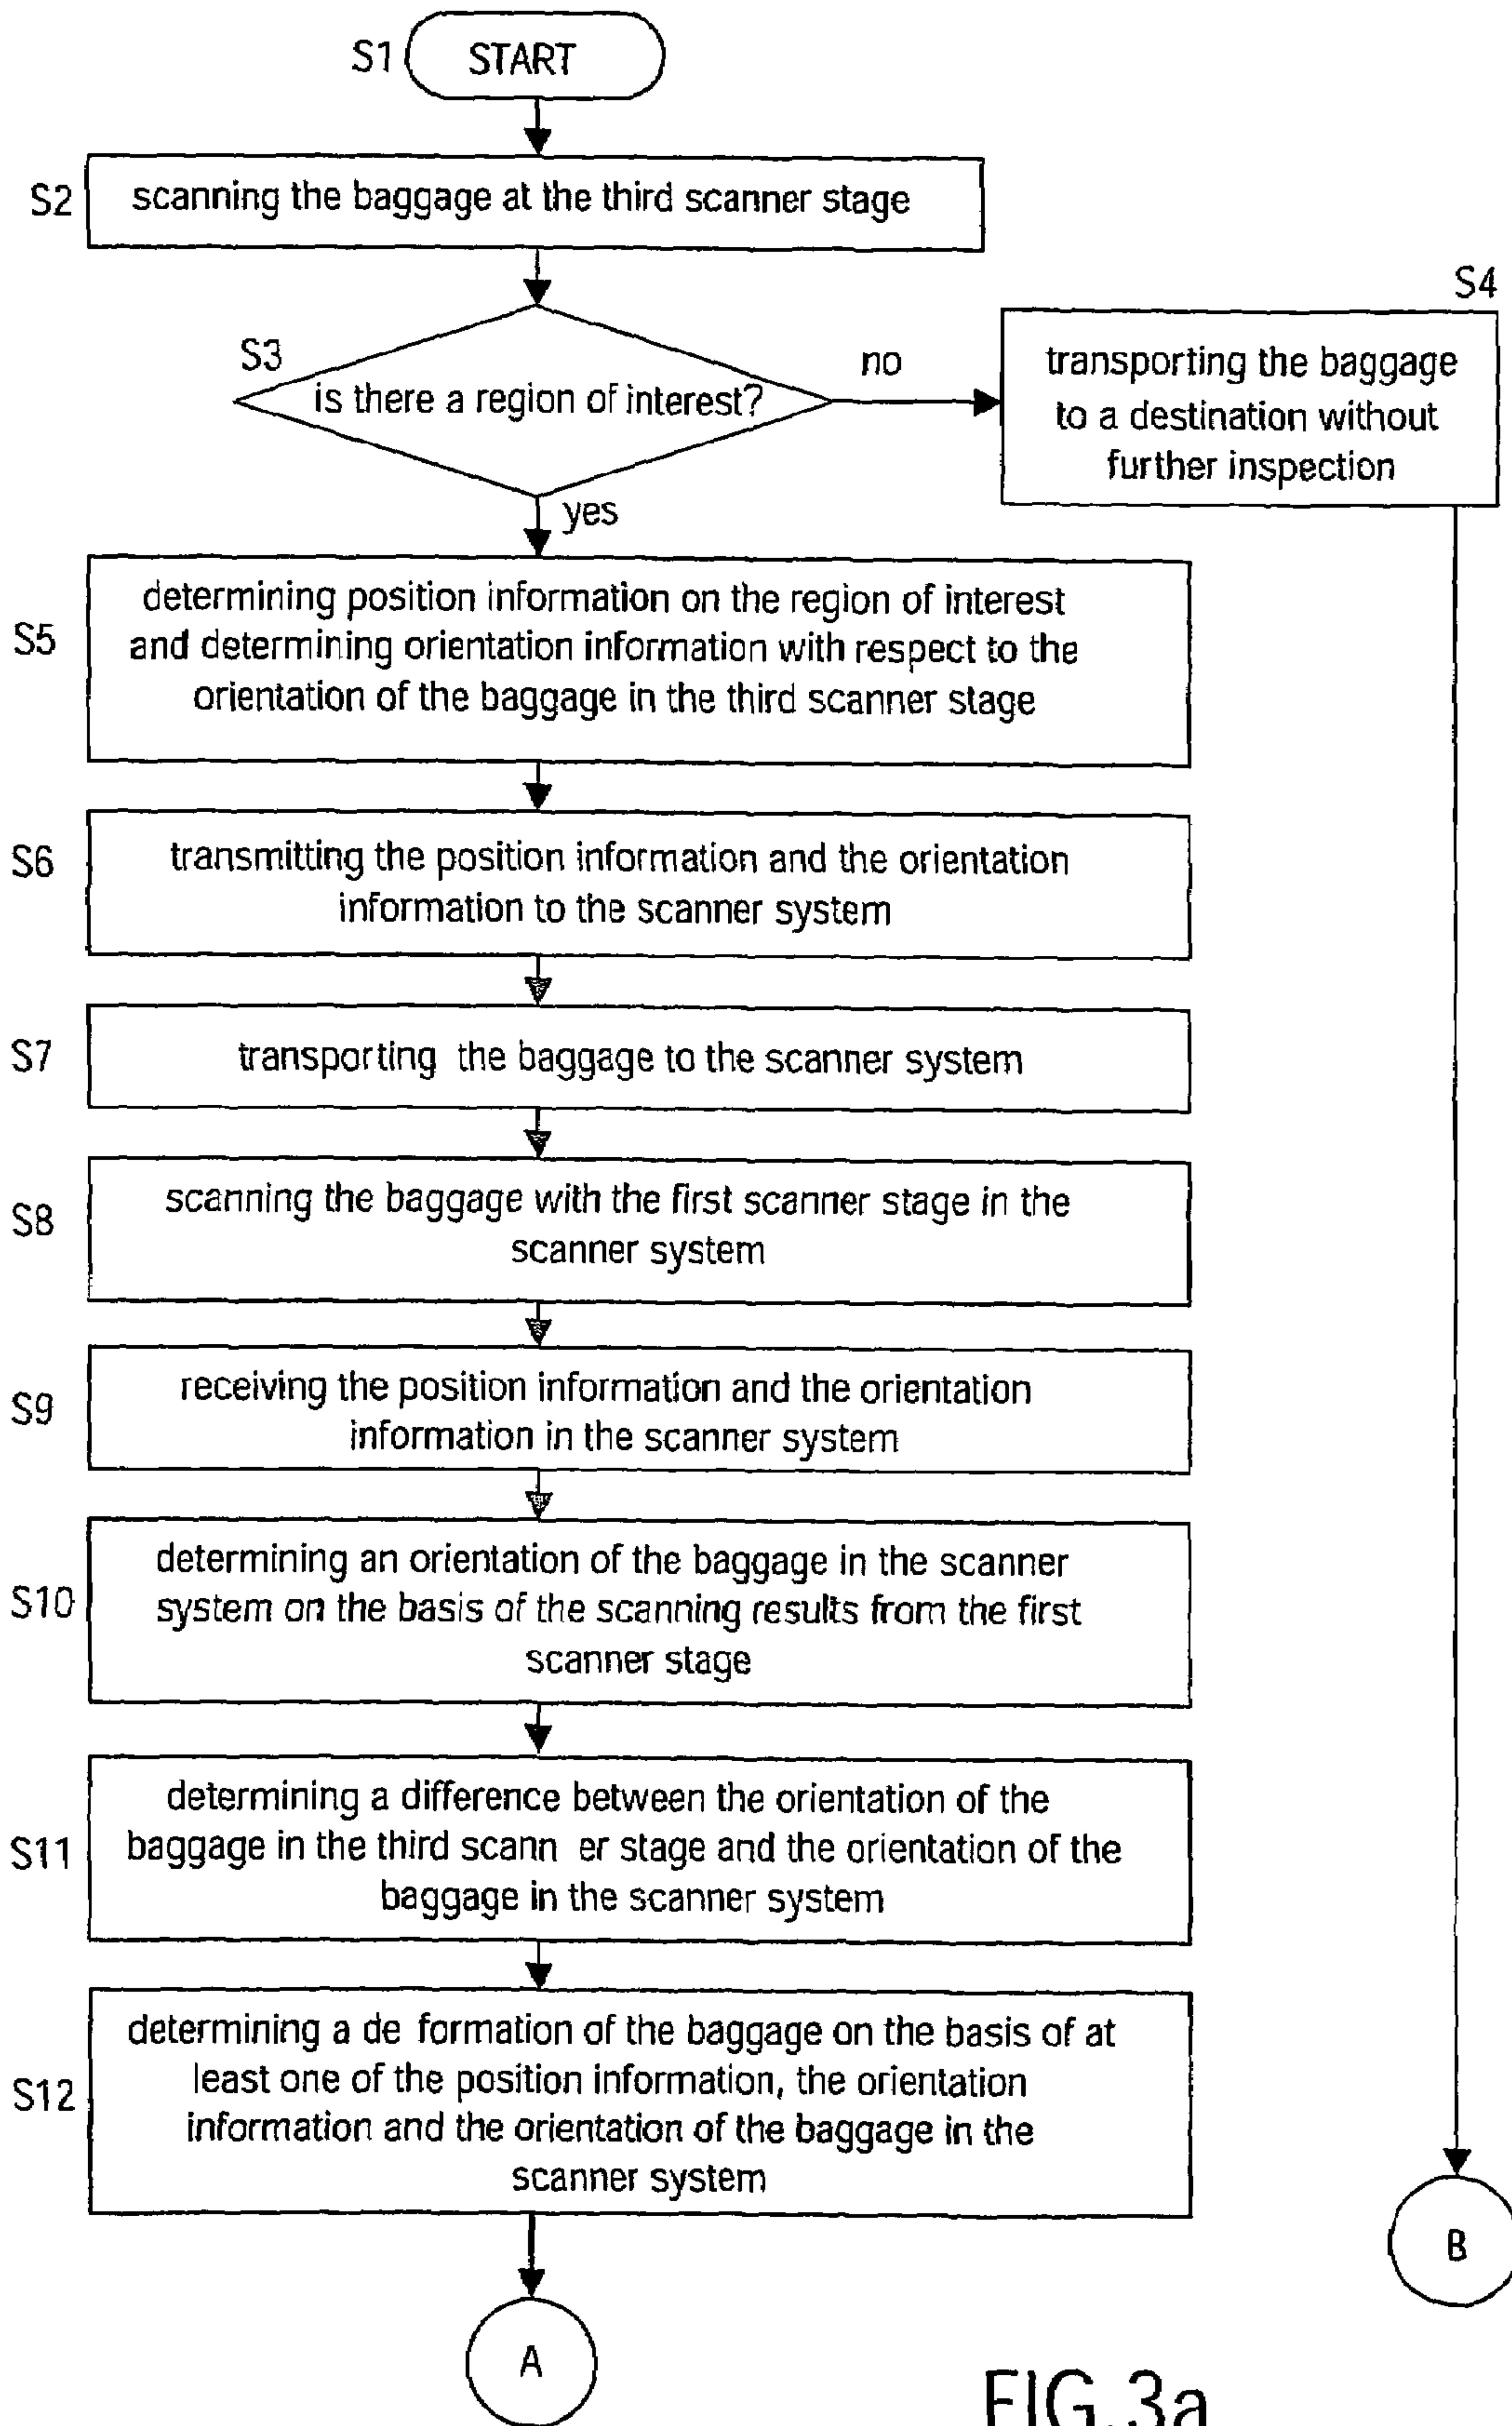 S1
START
S2
scanning the baggage at the third scanner stage
S3
is there a region of interest?
no
S4
transporting the baggage
to a destination without
further inspection
yes
S5
determining position information on the region of interest
and determining orientation information with respect to the
orientation of the baggage in the third scanner stage
S6
transmitting the position information and the orientation
information to the scanner system
S7
transporting the baggage to the scanner system
S8
scanning the baggage with the first scanner stage in the
scanner system
S9
receiving the position information and the orientation
information in the scanner system
S10
determining an orientation of the baggage in the scanner
system on the basis of the scanning results from the first
scanner stage
S11
determining a difference between the orientation of the
baggage in the third scann er stage and the orientation of the
baggage in the scanner system
S12
determining a de formation of the baggage on the basis of at
least one of the position information, the orientation
information and the orientation of the baggage in the
scanner system
B
A
FIG.3a